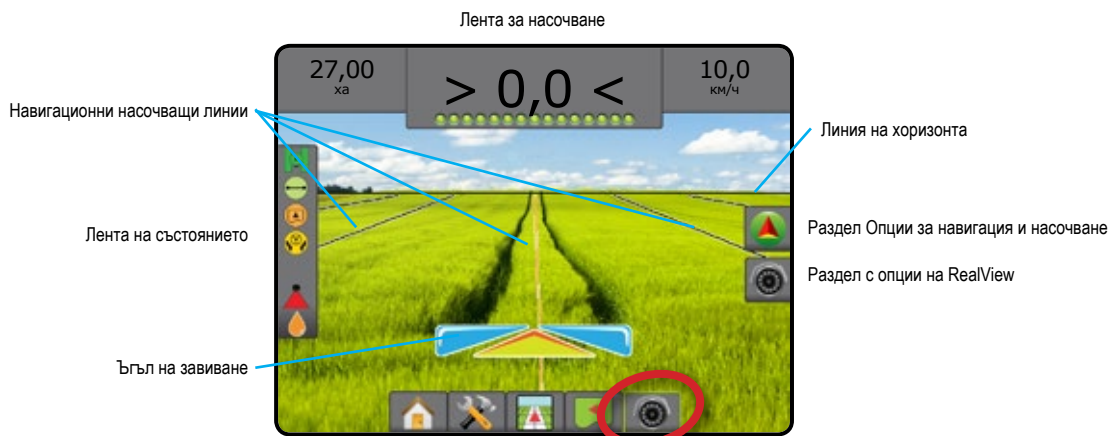 Лента за насочване
27,00
ха
> 0,0 <
10,0
км/ч
Навигационни насочващи линии
Линия на хоризонта
Лента на състоянието
Раздел Опции за навигация и насочване
Раздел с опции на RealView
Ъгъл на завиване